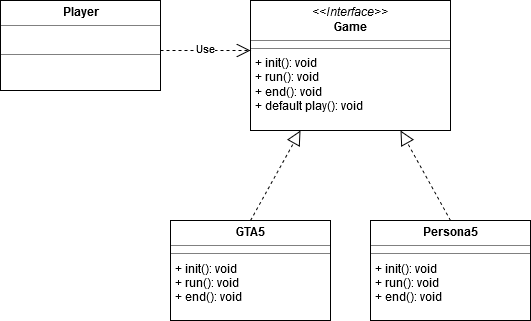 Player
<<Interface>>
Game
Use
+ init(): void
+ run(): void
+ end(): void
+ default play(): void
GTA5
+ init(): void
+ run(): void
+ end(): void
Persona5
+ init(): void
+ run(): void
+ end(): void